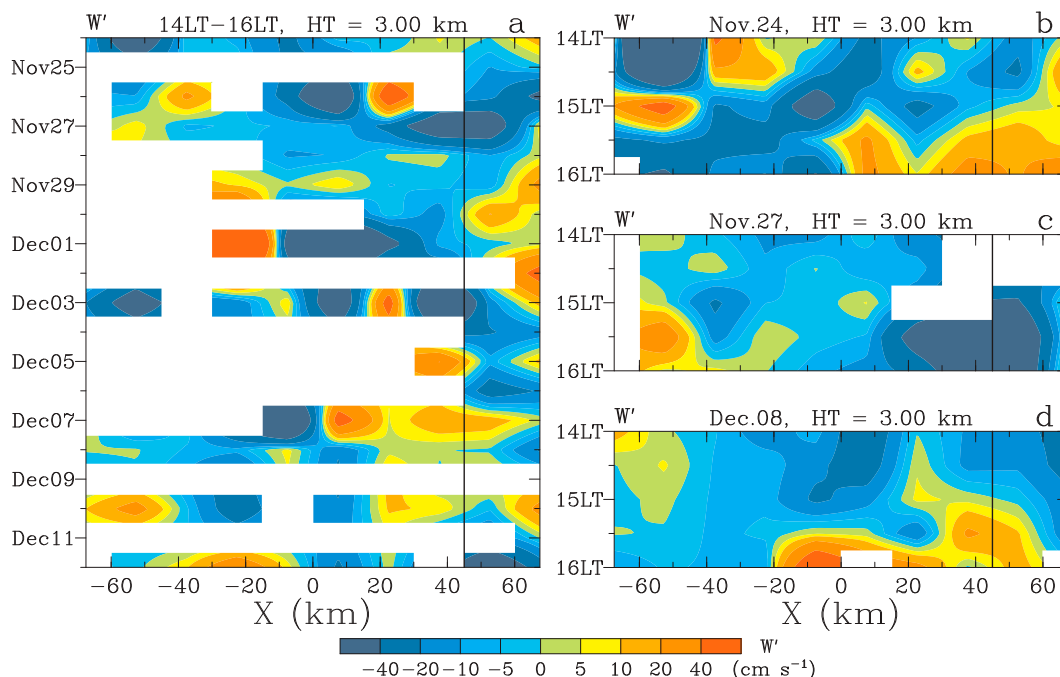 W' 14LT−16LT, HT = 3.00 km a
Nov25
Nov27
Nov29
Dec01
Dec03
Dec05
Dec07
Dec09
Dec11
−60 −40 −20 0 20 40 60
X (km)
W' Nov.24, HT = 3.00 km b
14LT
15LT
16LT
W' Nov.27, HT = 3.00 km c
14LT
15LT
16LT
W' Dec.08, HT = 3.00 km d
14LT
15LT
16LT
−60 −40 −20 0 20 40 60
X (km)
−40 −20 −10 −5 0 5 10 20 40
W'
(cm s⁻¹)